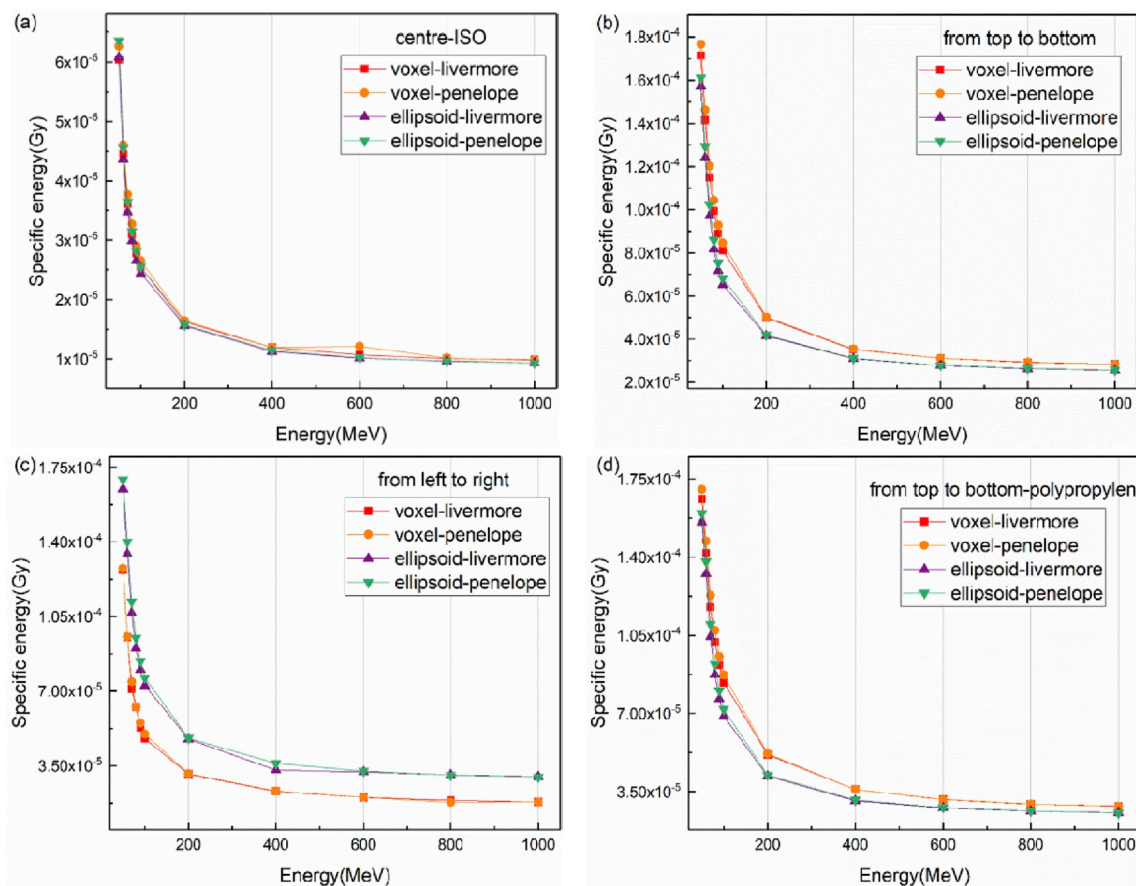 (a)
centre-ISO
voxel-livermore
voxel-penelope
ellipsoid-livermore
ellipsoid-penelope
Specific energy(Gy)
6x10⁻⁵
5x10⁻⁵
4x10⁻⁵
3x10⁻⁵
2x10⁻⁵
1x10⁻⁵
200 400 600 800 1000
Energy(MeV)
(b)
from top to bottom
voxel-livermore
voxel-penelope
ellipsoid-livermore
ellipsoid-penelope
Specific energy(Gy)
1.8x10⁻⁴
1.6x10⁻⁴
1.4x10⁻⁴
1.2x10⁻⁴
1.0x10⁻⁴
8.0x10⁻⁵
6.0x10⁻⁵
4.0x10⁻⁵
2.0x10⁻⁵
200 400 600 800 1000
Energy(MeV)
(c)
from left to right
voxel-livermore
voxel-penelope
ellipsoid-livermore
ellipsoid-penelope
Specific energy(Gy)
1.75x10⁻⁴
1.40x10⁻⁴
1.05x10⁻⁴
7.00x10⁻⁵
3.50x10⁻⁵
200 400 600 800 1000
Energy(MeV)
(d)
from top to bottom-polypropylen
voxel-livermore
voxel-penelope
ellipsoid-livermore
ellipsoid-penelope
Specific energy(Gy)
1.75x10⁻⁴
1.40x10⁻⁴
1.05x10⁻⁴
7.00x10⁻⁵
3.50x10⁻⁵
200 400 600 800 1000
Energy(MeV)